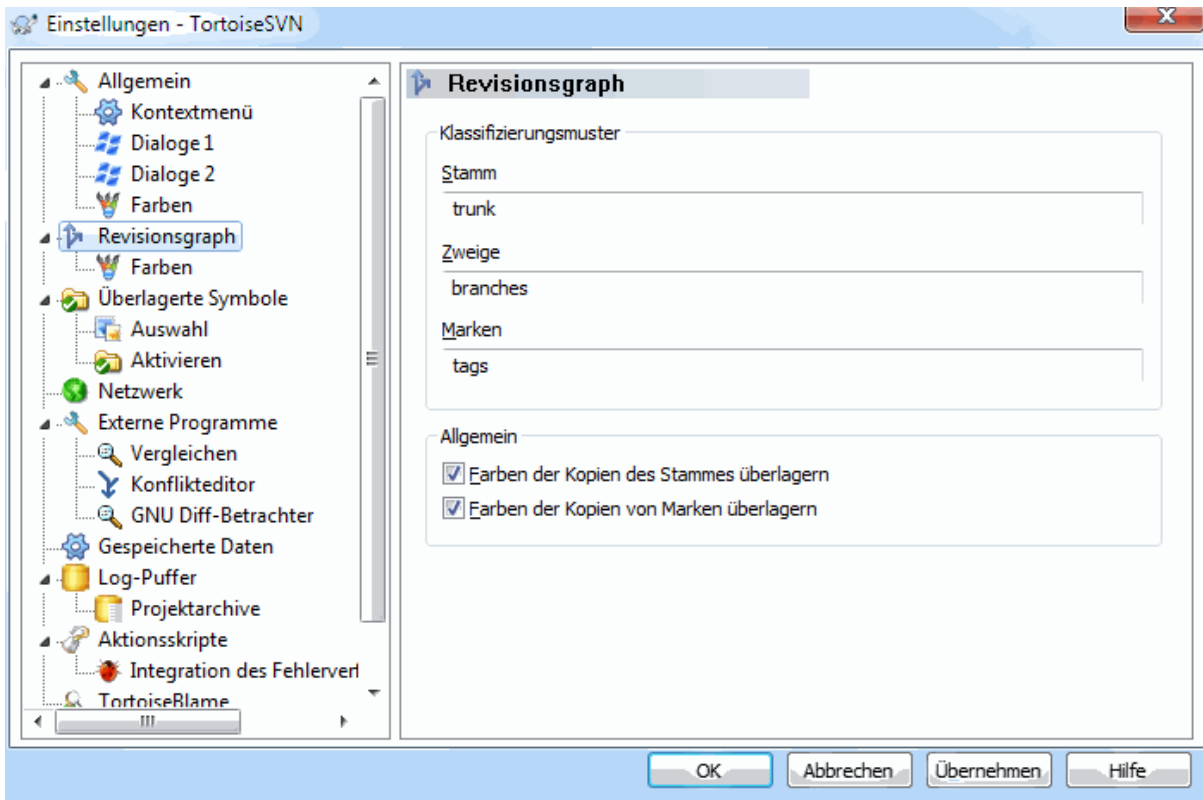 Einstellungen - TortoiseSVN
Allgemein
Kontextmenü
Dialoge 1
Dialoge 2
Farben
Revisionsgraph
Farben
Überlagerte Symbole
Auswahl
Aktivieren
Netzwerk
Externe Programme
Vergleichen
Konflikteditor
GNU Diff-Betrachter
Gespeicherte Daten
Log-Puffer
Projektarchive
Aktionsskripte
Integration des Fehlerverf
TortoiseBlame
Revisionsgraph
Klassifizierungsmuster
Stamm
trunk
Zweige
branches
Marken
tags
Allgemein
Farben der Kopien des Stammes überlagern
Farben der Kopien von Marken überlagern
OK
Abbrechen
Übernehmen
Hilfe